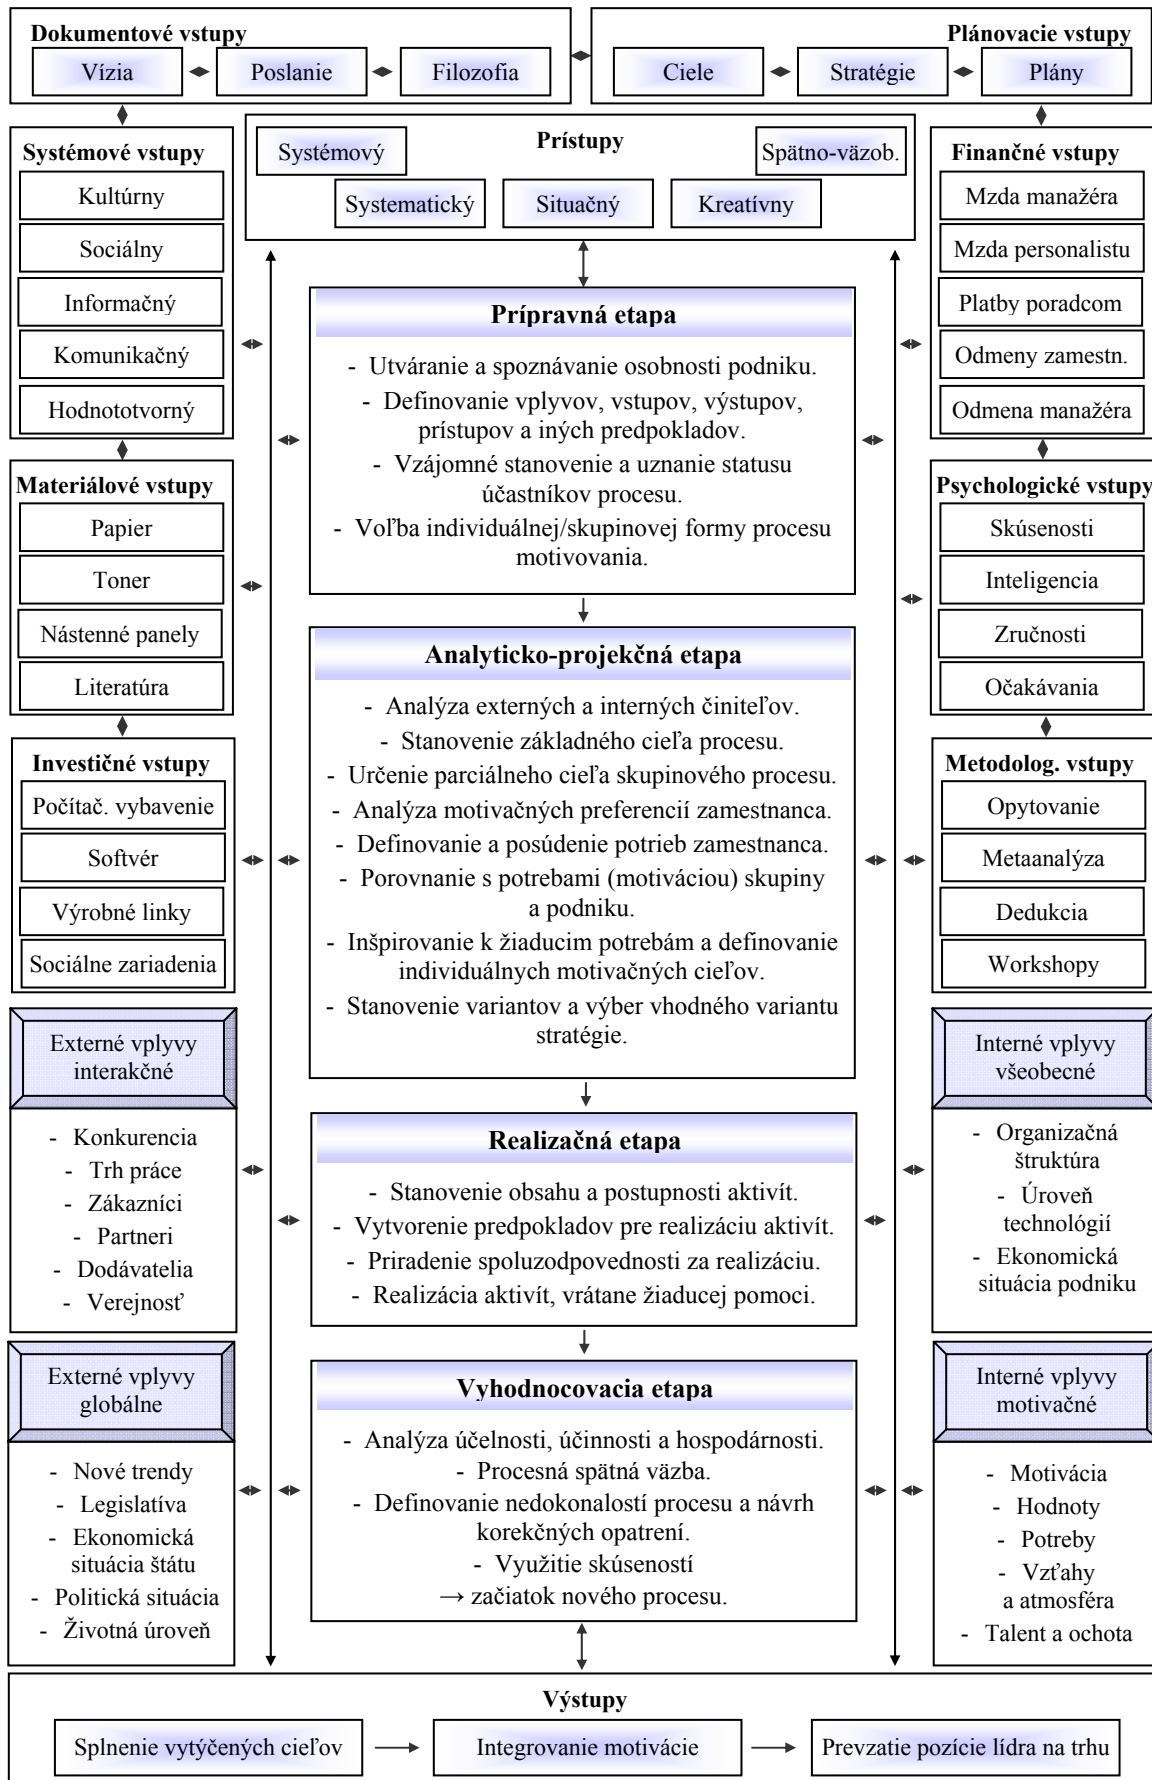 Dokumentové vstupy
Vízia
Poslanie
Filozofia
Plánovacie vstupy
Ciele
Stratégie
Plány
Systémové vstupy
Kultúrny
Sociálny
Informačný
Komunikačný
Hodnototvorný
Prístupy
Systémový
Spätno-väzob.
Systematický
Situačný
Kreatívny
Finančné vstupy
Mzda manažéra
Mzda personalistu
Platby poradcom
Odmeny zamestn.
Odmena manažéra
Materiálové vstupy
Papier
Toner
Nástenné panely
Literatúra
Psychologické vstupy
Skúsenosti
Inteligencia
Zručnosti
Očakávania
Investičné vstupy
Počítač. vybavenie
Softvér
Výrobné linky
Sociálne zariadenia
Metodolog. vstupy
Opytovanie
Metaanalýza
Dedukcia
Workshopy
Prípravná etapa
- Utváranie a spoznávanie osobnosti podniku.
- Definovanie vplyvov, vstupov, výstupov,
prístupov a iných predpokladov.
- Vzájomné stanovenie a uznanie statusu
účastníkov procesu.
- Voľba individuálnej/skupinovej formy procesu
motivovania.
Analyticko-projekčná etapa
- Analýza externých a interných činiteľov.
- Stanovenie základného cieľa procesu.
- Určenie parciálneho cieľa skupinového procesu.
- Analýza motivačných preferencií zamestnanca.
- Definovanie a posúdenie potrieb zamestnanca.
- Porovnanie s potrebami (motiváciou) skupiny
a podniku.
- Inšpirovanie k žiaducim potrebám a definovanie
individuálnych motivačných cieľov.
- Stanovenie variantov a výber vhodného variantu
stratégie.
Externé vplyvy
interakčné
- Konkurencia
- Trh práce
- Zákazníci
- Partneri
- Dodávatelia
- Verejnosť
Realizačná etapa
- Stanovenie obsahu a postupnosti aktivít.
- Vytvorenie predpokladov pre realizáciu aktivít.
- Priradenie spoluzodpovednosti za realizáciu.
- Realizácia aktivít, vrátane žiaducej pomoci.
Interné vplyvy
všeobecné
- Organizačná
štruktúra
- Úroveň
technológií
- Ekonomická
situácia podniku
Externé vplyvy
globálne
- Nové trendy
- Legislatíva
- Ekonomická
situácia štátu
- Politická situácia
- Životná úroveň
Vyhodnocovacia etapa
- Analýza účelnosti, účinnosti a hospodárnosti.
- Procesná spätná väzba.
- Definovanie nedokonalostí procesu a návrh
korekčných opatrení.
- Využitie skúseností
→ začiatok nového procesu.
Interné vplyvy
motivačné
- Motivácia
- Hodnoty
- Potreby
- Vzťahy
a atmosféra
- Talent a ochota
Výstupy
Splnenie vytýčených cieľov
Integrovanie motivácie
Prevzatie pozície lídra na trhu